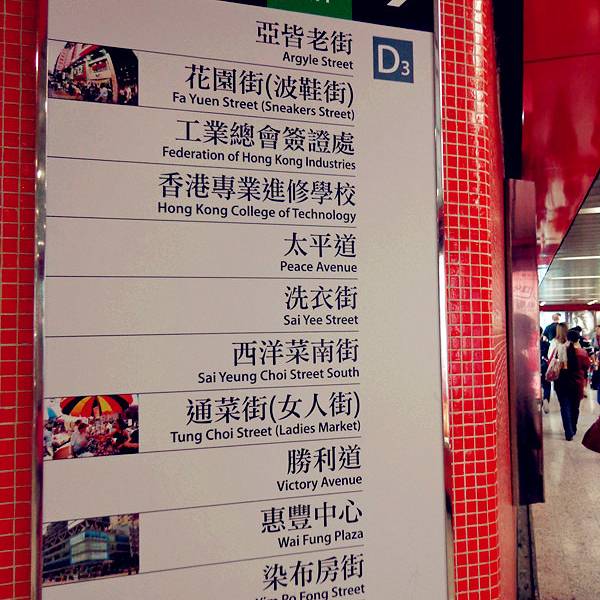 亞皆老街
Argyle Street
D3
花園街(波鞋街)
Fa Yuen Street (Sneakers Street)
工業總會簽證處
Federation of Hong Kong Industries
香港專業進修學校
Hong Kong College of Technology
太平道
Peace Avenue
洗衣街
Sai Yee Street
西洋菜南街
Sai Yeung Choi Street South
通菜街(女人街)
Tung Choi Street (Ladies Market)
勝利道
Victory Avenue
惠豐中心
Wai Fung Plaza
染布房街
Yim Po Fong Street